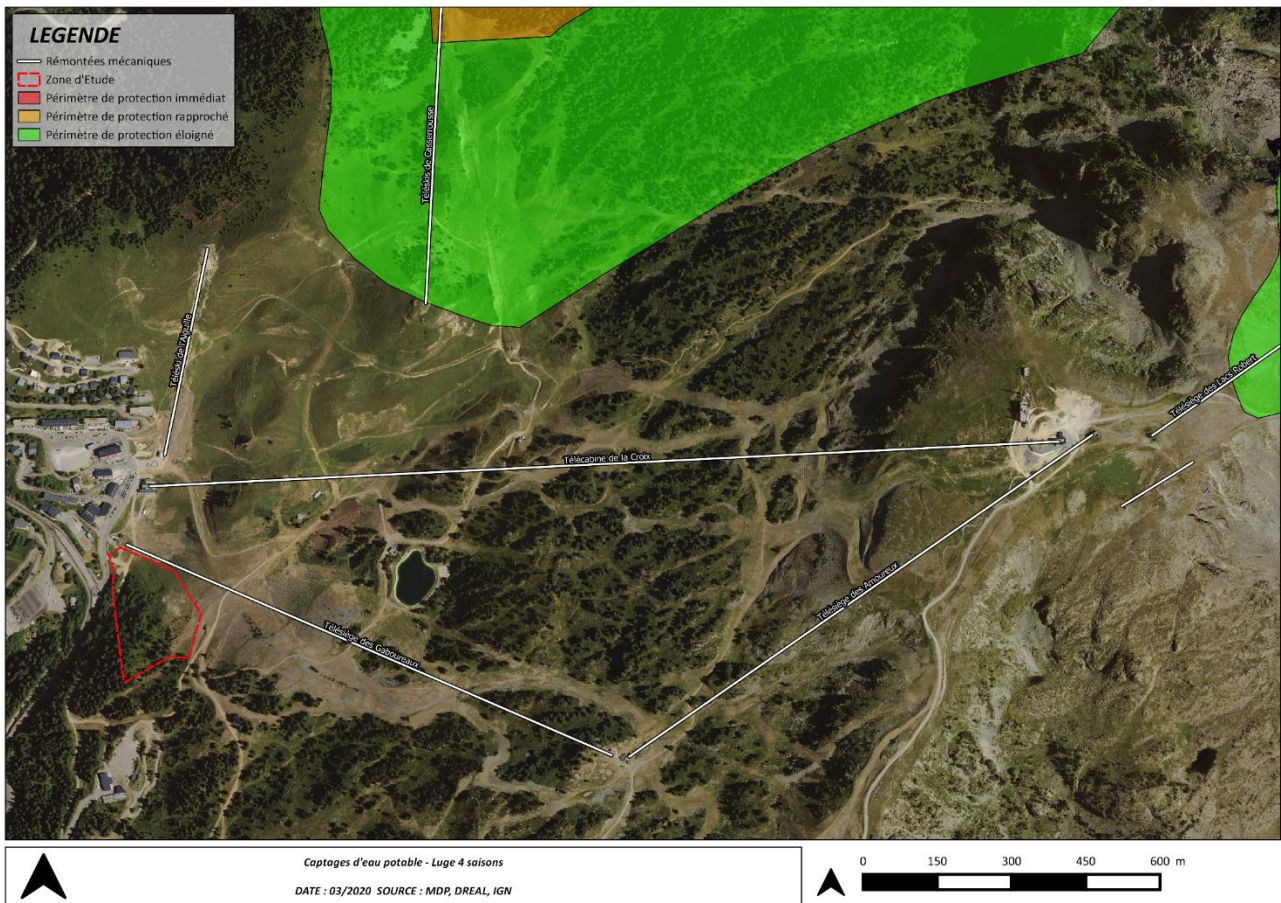 LEGENDE
Rémontées mécaniques
Zone d'Etude
Périmètre de protection immédiat
Périmètre de protection rapproché
Périmètre de protection éloigné
Téléskis de Casserrousse
Téléski de l'Aiguille
Télésiège des Lacs Robert
Télécabine de la Croix
Télésiège des Amoureux
Télésiège des Gaboureaux
Captages d'eau potable - Luge 4 saisons
DATE : 03/2020 SOURCE : MDP, DREAL, IGN
0 150 300 450 600 m